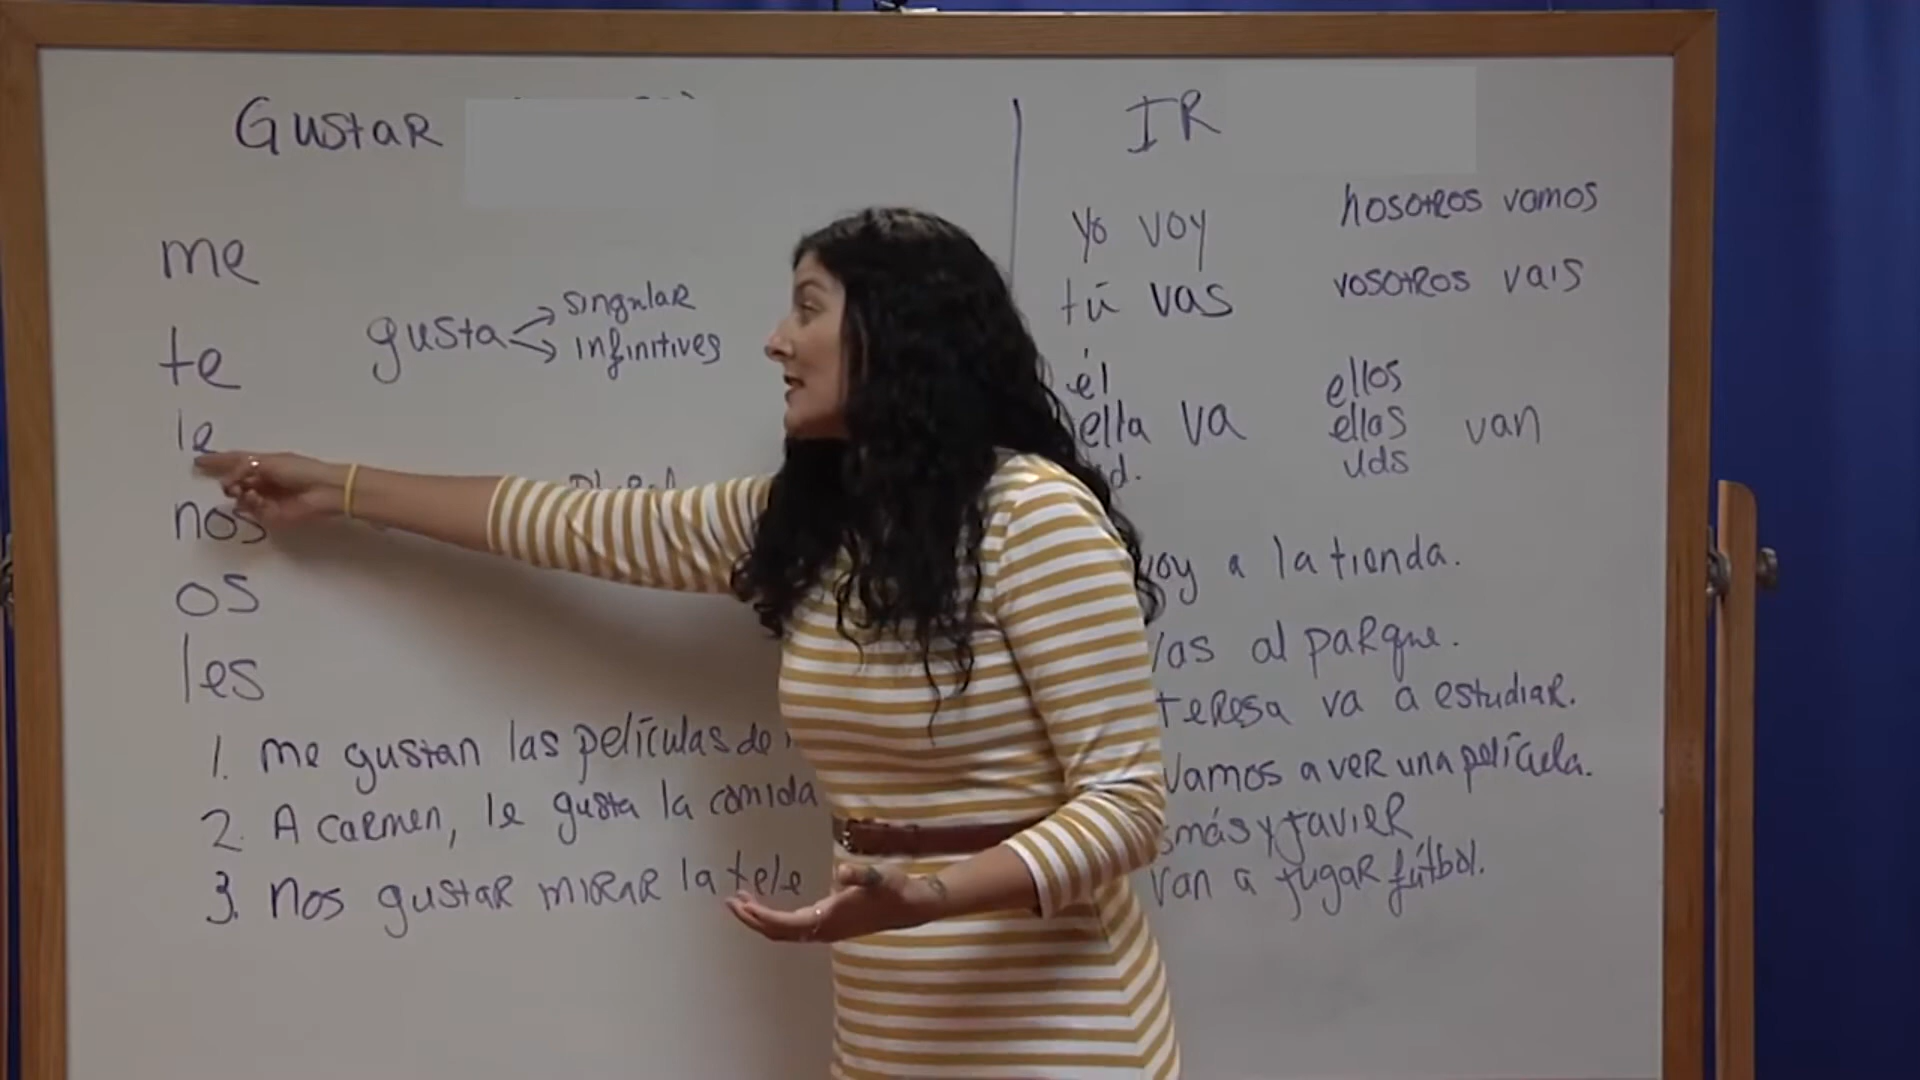 Gustar
me
te
le
nos
os
les
gusta
singular
infinitives
1. me gustan las películas de
2. A Carmen, le gusta la comida
3. nos gustar mirar la tele
IR
yo voy
tú vas
él
ella va
nosotros vamos
vosotros vais
ellos
ellas van
uds
voy a la tienda.
al parque.
teresa va a estudiar.
vamos a ver una película.
y Javier
van a jugar fútbol.